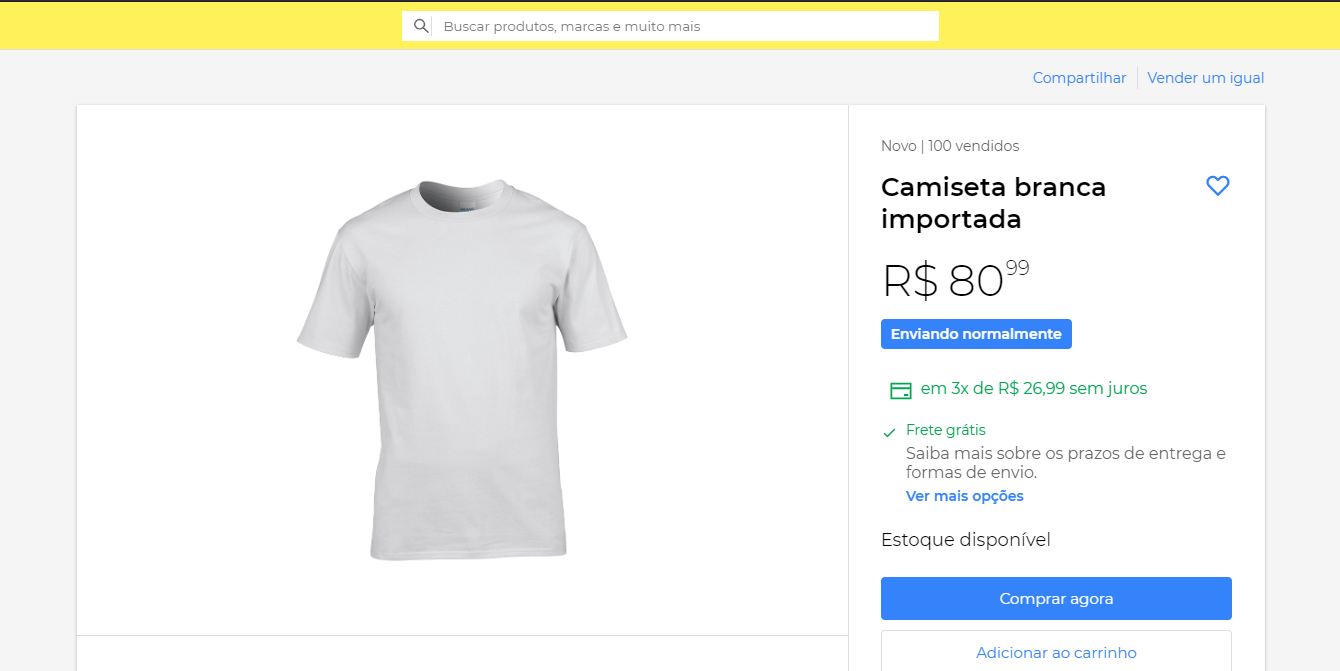 Buscar produtos, marcas e muito mais
Compartilhar
Vender um igual
Novo | 100 vendidos
Camiseta branca
importada
R$ 80 99
Enviando normalmente
em 3x de R$ 26,99 sem juros
Frete grátis
Saiba mais sobre os prazos de entrega e
formas de envio.
Ver mais opções
Estoque disponível
Comprar agora
Adicionar ao carrinho